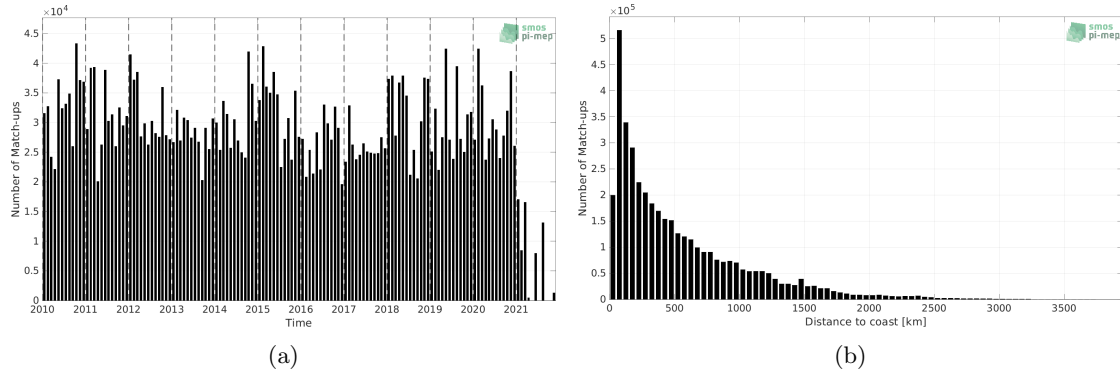 ×10⁴
smos
pi-mep
4.5
4
3.5
3
2.5
2
1.5
1
0.5
0
Number of Match-ups
2010 2011 2012 2013 2014 2015 2016 2017 2018 2019 2020 2021
Time
(a)
×10⁵
smos
pi-mep
5
4.5
4
3.5
3
2.5
2
1.5
1
0.5
0
Number of Match-ups
0 500 1000 1500 2000 2500 3000 3500
Distance to coast [km]
(b)